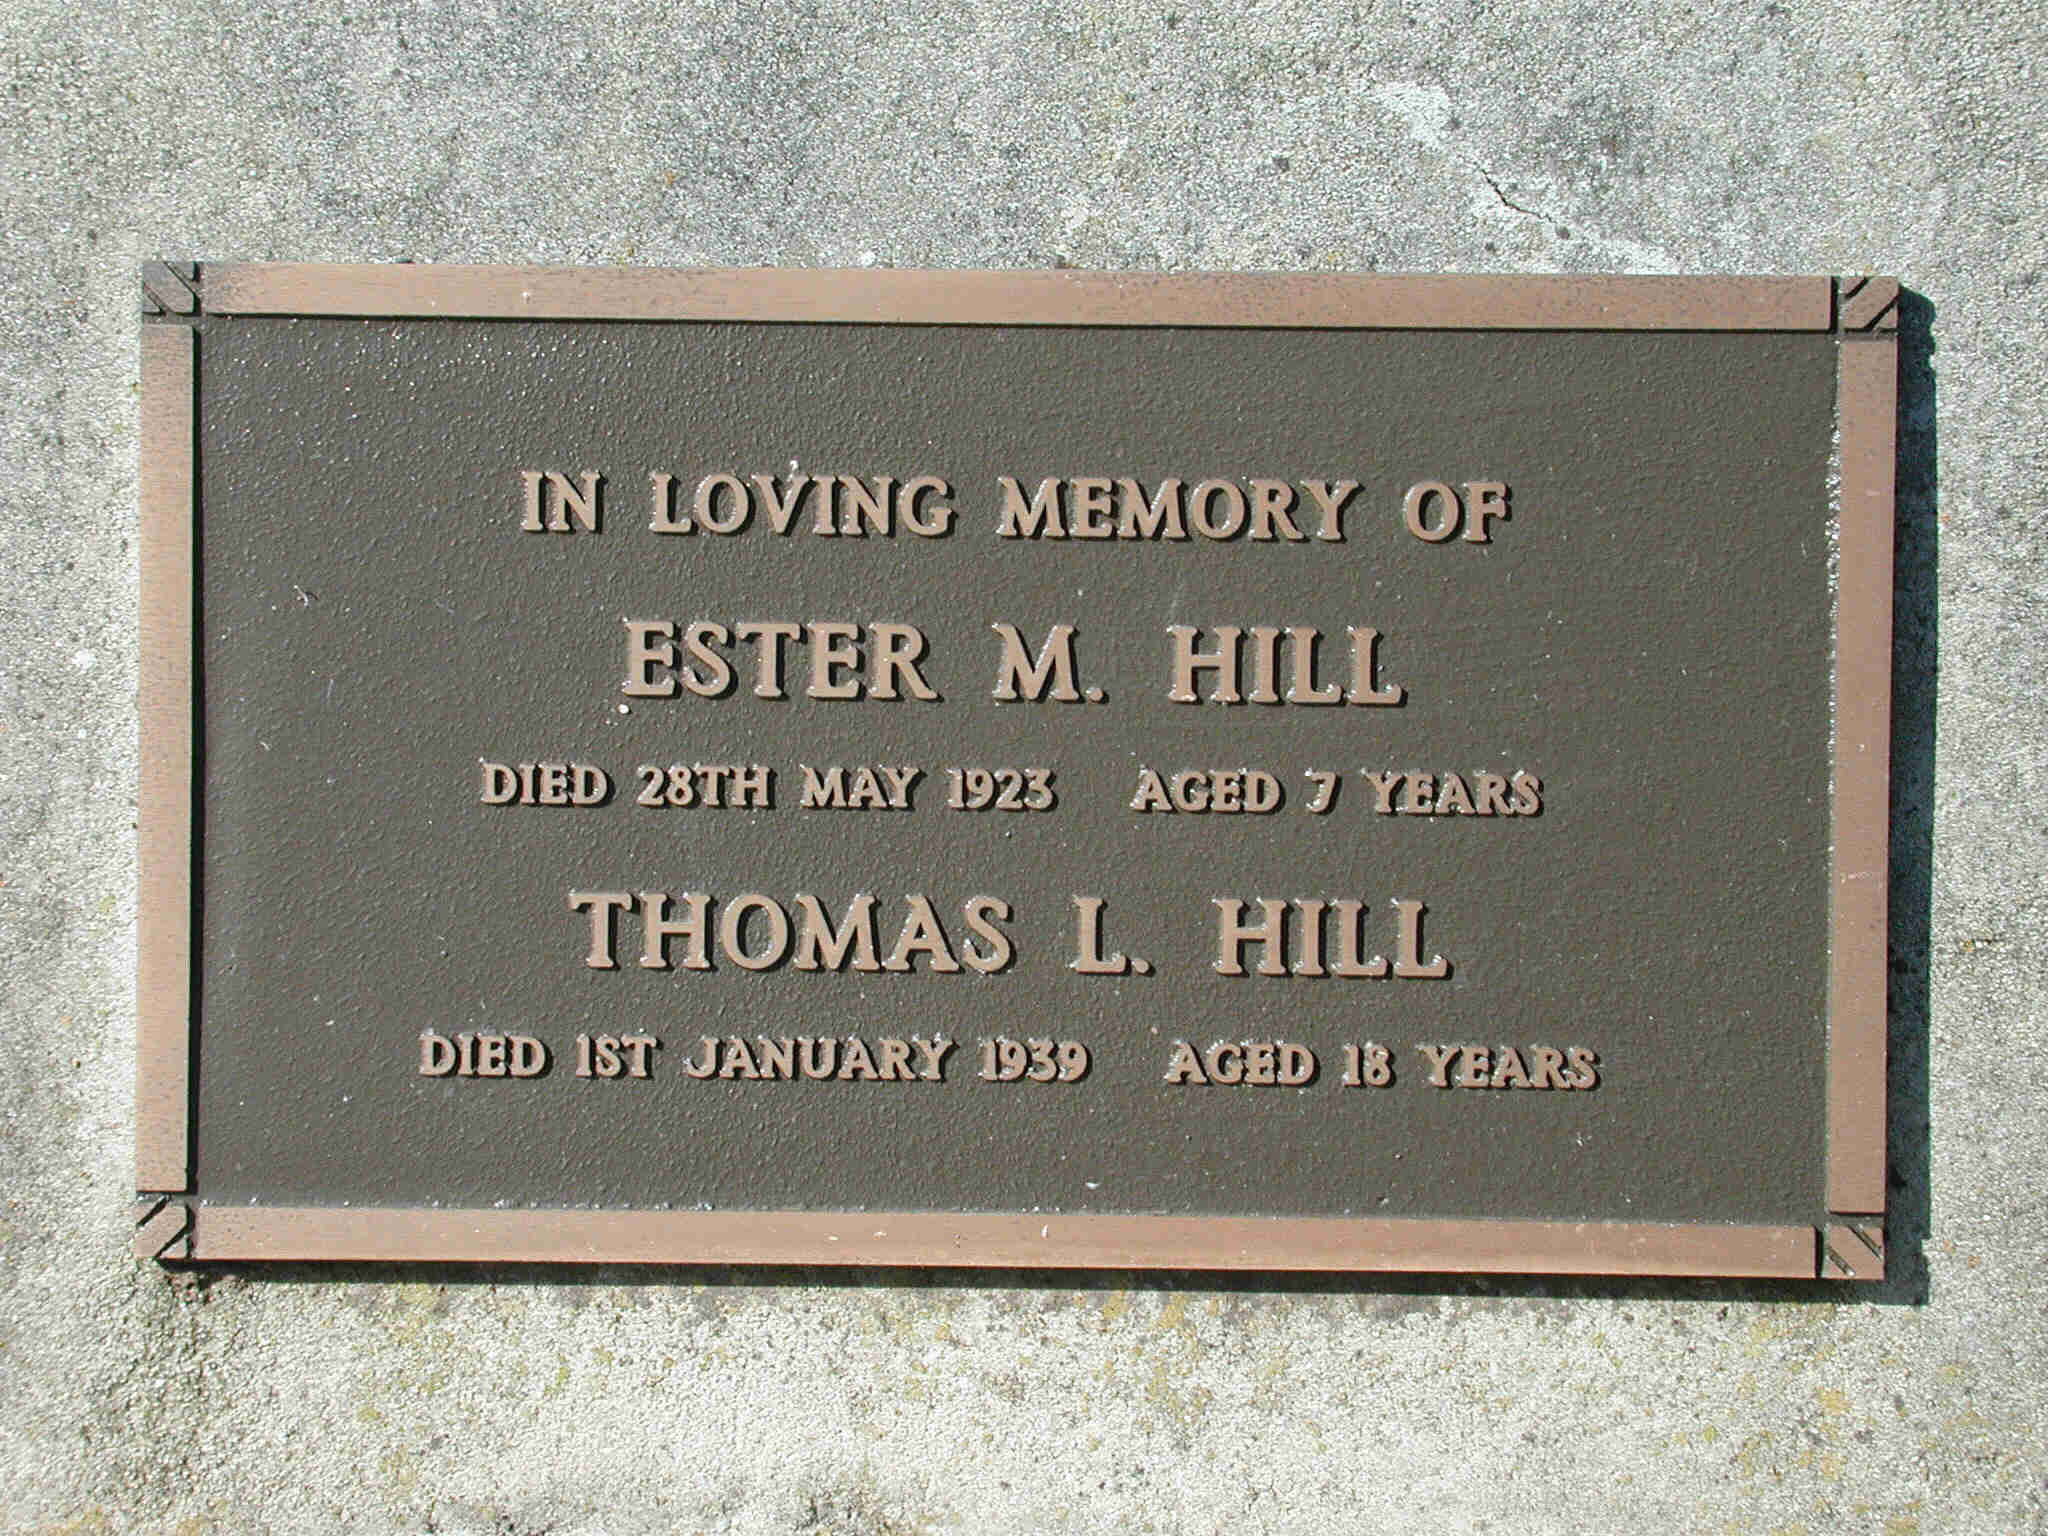 IN LOVING MEMORY OF
ESTER M. HILL
DIED 28TH MAY 1923 AGED 7 YEARS
THOMAS L. HILL
DIED 1ST JANUARY 1939 AGED 18 YEARS